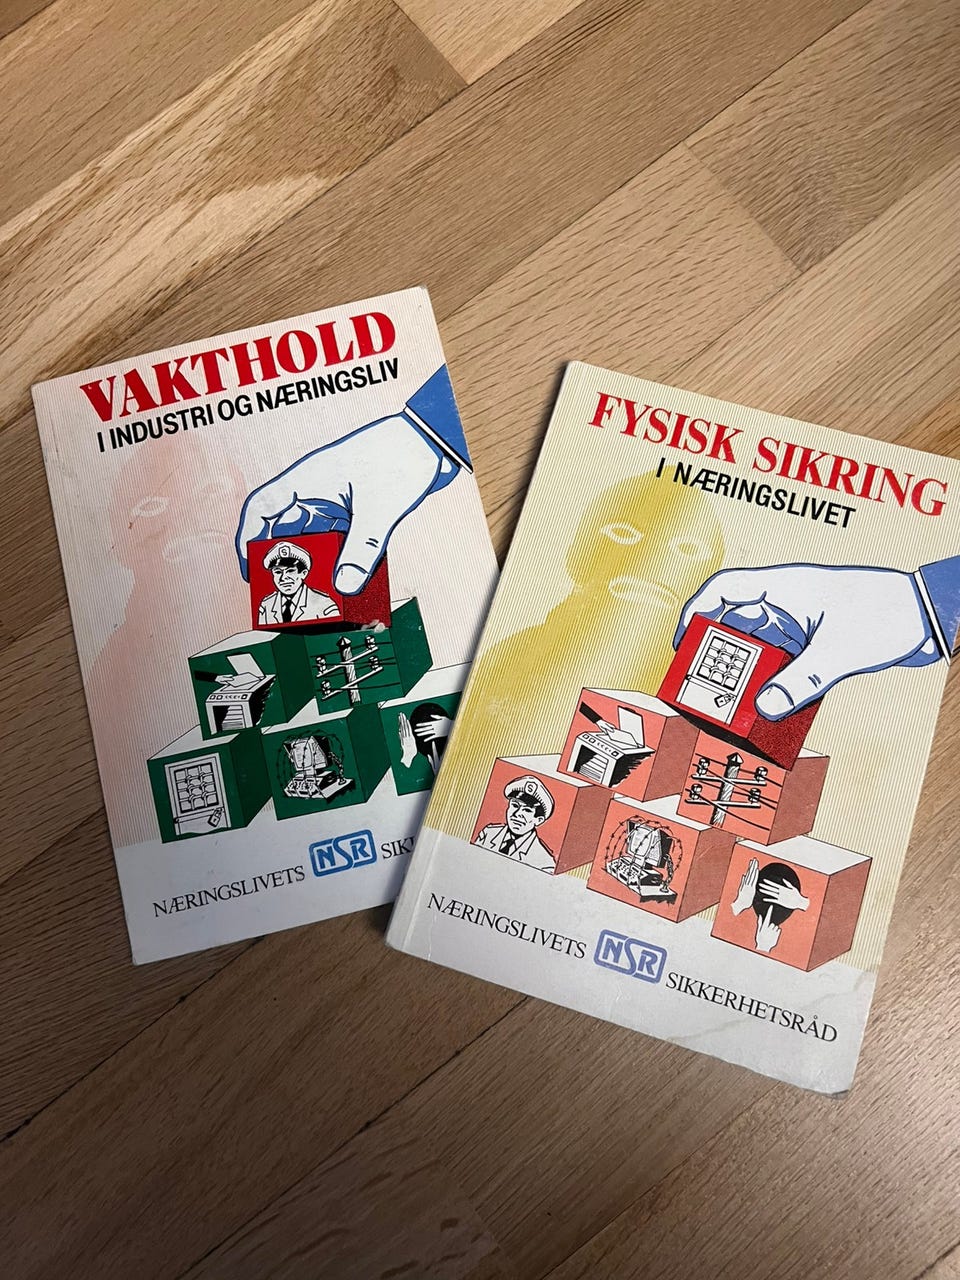 VAKTHOLD
I INDUSTRI OG NÆRINGSLIV
S
NÆRINGSLIVETS NSR
FYSISK SIKRING
I NÆRINGSLIVET
S
NÆRINGSLIVETS NSR SIKKERHETSRÅD